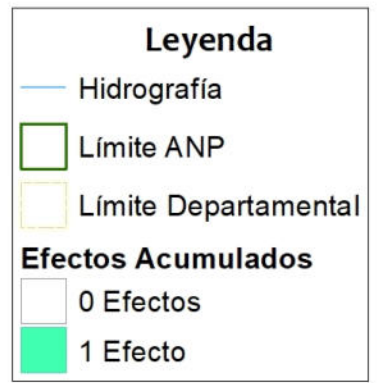 Leyenda
Hidrografía
Límite ANP
Límite Departamental
Efectos Acumulados
0 Efectos
1 Efecto